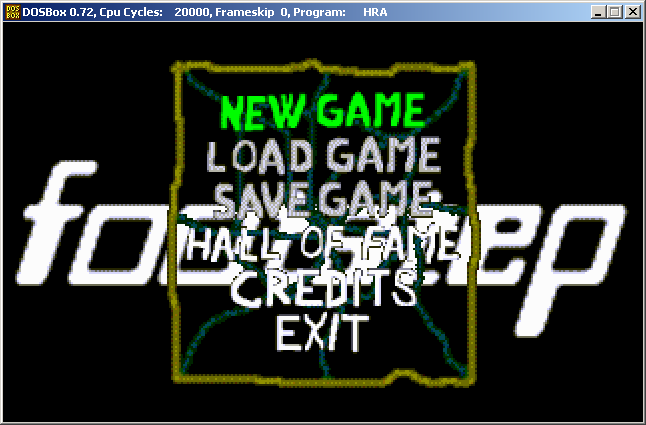 DOSBox 0.72, Cpu Cycles: 20000, Frameskip 0, Program: HRA
NEW GAME
LOAD GAME
SAVE GAME
HALL OF FAME
CREDITS
EXIT